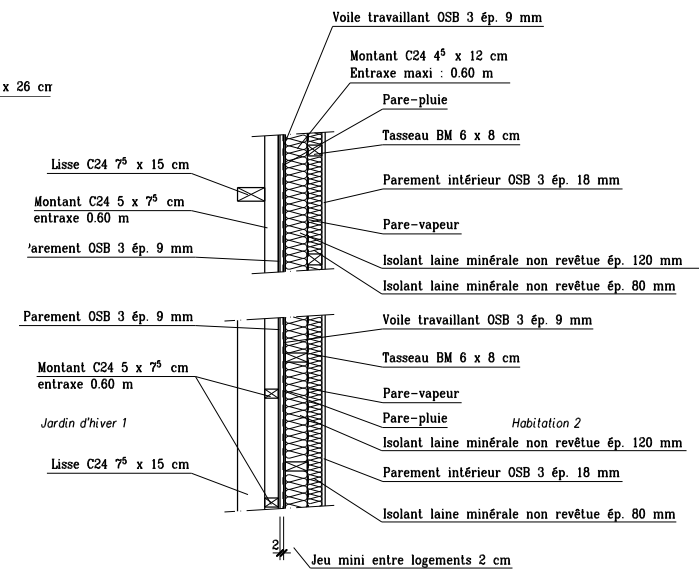 Voile travaillant OSB 3 ép. 9 mm
Montant C24 4⁵ x 12 cm
Entraxe maxi : 0.60 m
x 26 cm
Pare-pluie
Tasseau BM 6 x 8 cm
Lisse C24 7⁵ x 15 cm
Parement intérieur OSB 3 ép. 18 mm
Montant C24 5 x 7⁵ cm
entraxe 0.60 m
Pare-vapeur
Parement OSB 3 ép. 9 mm
Isolant laine minérale non revêtue ép. 120 mm
Isolant laine minérale non revêtue ép. 80 mm
Parement OSB 3 ép. 9 mm
Voile travaillant OSB 3 ép. 9 mm
Tasseau BM 6 x 8 cm
Montant C24 5 x 7⁵ cm
entraxe 0.60 m
Pare-vapeur
Pare-pluie
Jardin d'hiver 1
Habitation 2
Isolant laine minérale non revêtue ép. 120 mm
Lisse C24 7⁵ x 15 cm
Parement intérieur OSB 3 ép. 18 mm
Isolant laine minérale non revêtue ép. 80 mm
2
Jeu mini entre logements 2 cm